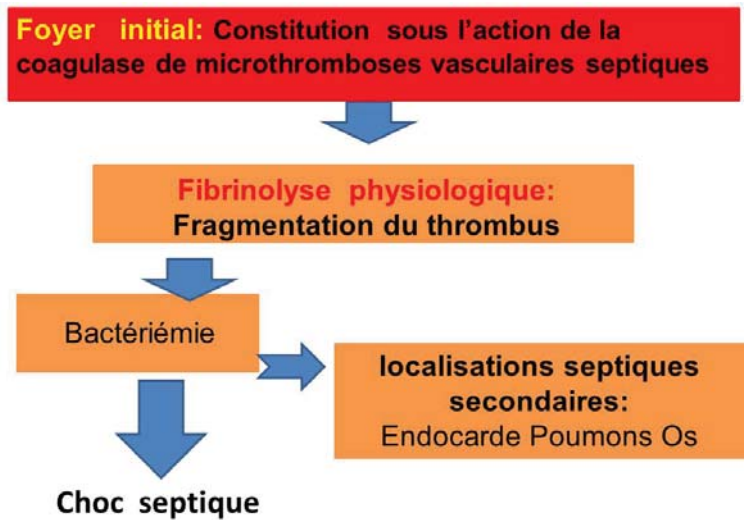 Foyer initial: Constitution sous l'action de la
coagulase de microthromboses vasculaires septiques
Fibrinolyse physiologique:
Fragmentation du thrombus
Bactériémie
localisations septiques
secondaires:
Endocarde Poumons Os
Choc septique